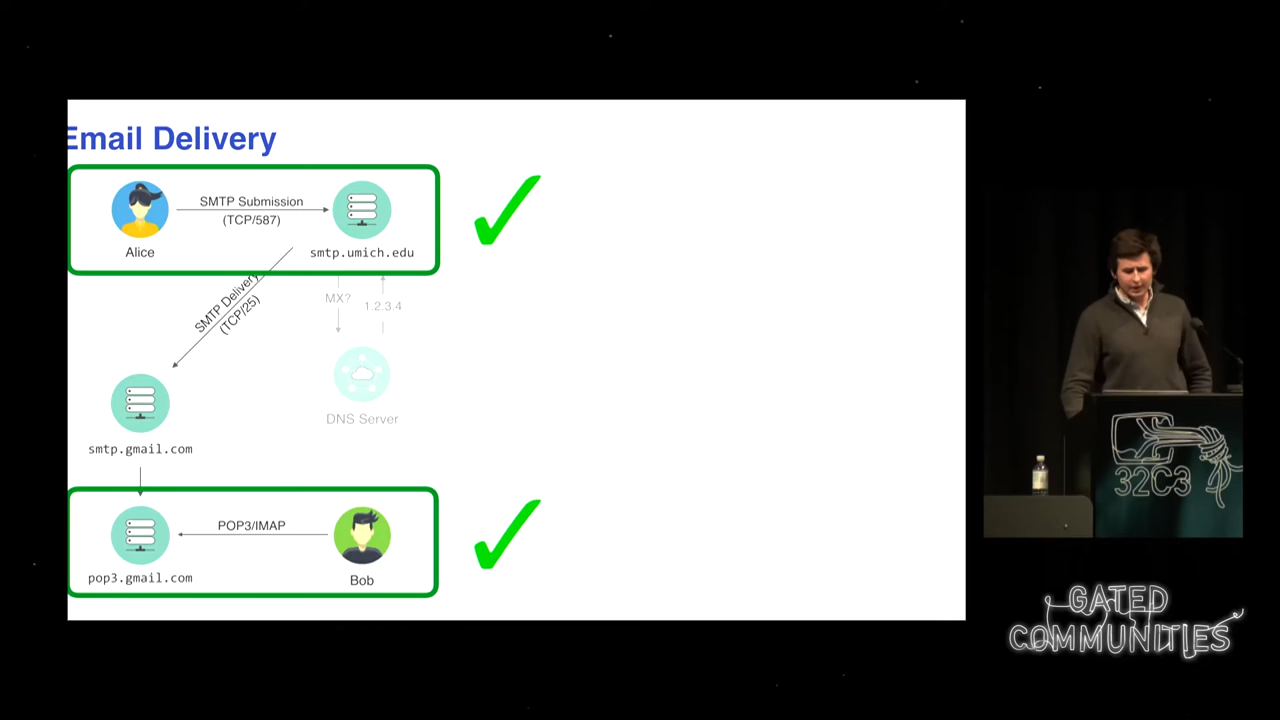 Email Delivery
SMTP Submission
(TCP/587)
Alice
smtp.umich.edu
SMTP Delivery
(TCP/25)
MX?
1.2.3.4
DNS Server
smtp.gmail.com
POP3/IMAP
pop3.gmail.com
Bob
32C3
GATED
COMMUNITIES